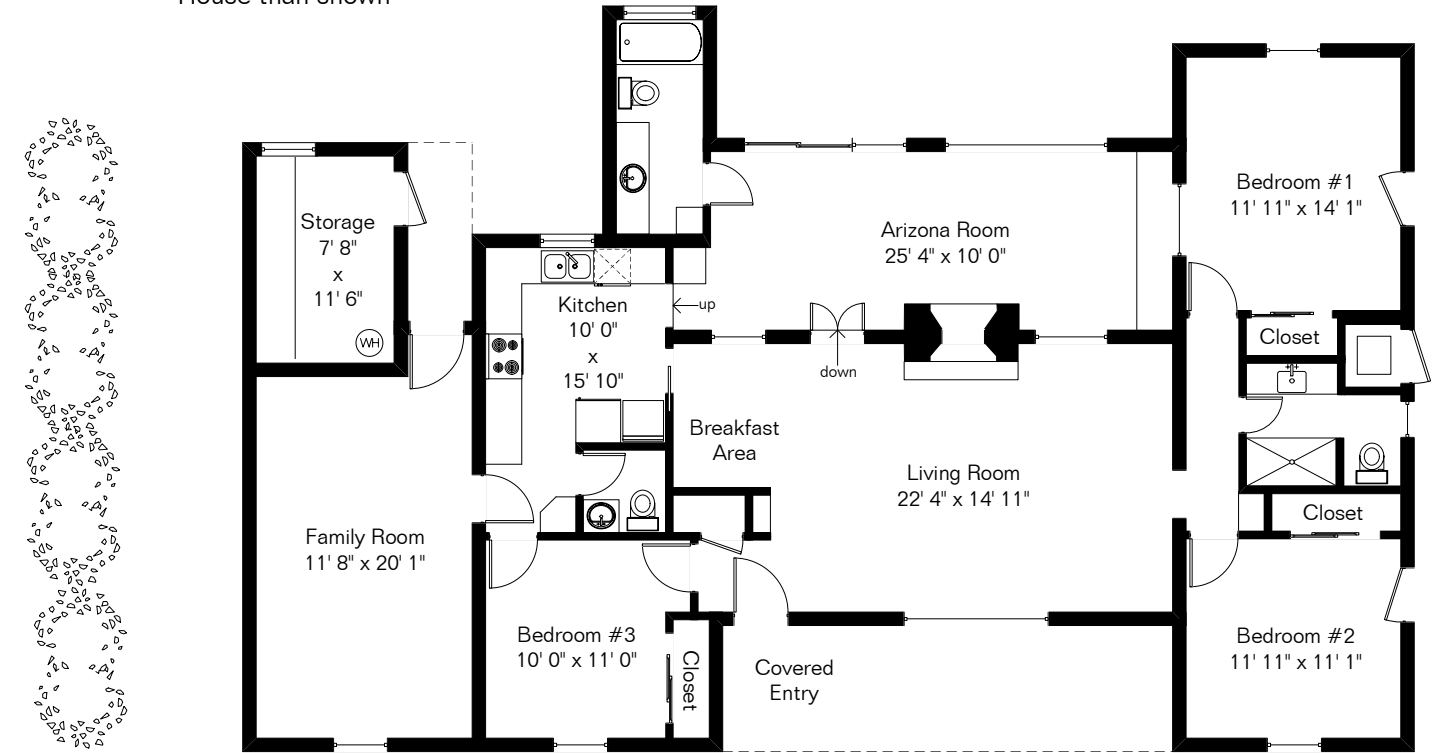 House than shown
Storage
7' 8"
x
11' 6"
WH
Kitchen
10' 0"
x
15' 10"
up
Arizona Room
25' 4" x 10' 0"
down
Bedroom #1
11' 11" x 14' 1"
Closet
Breakfast
Area
Living Room
22' 4" x 14' 11"
Closet
Family Room
11' 8" x 20' 1"
Bedroom #3
10' 0" x 11' 0"
Closet
Covered
Entry
Bedroom #2
11' 11" x 11' 1"